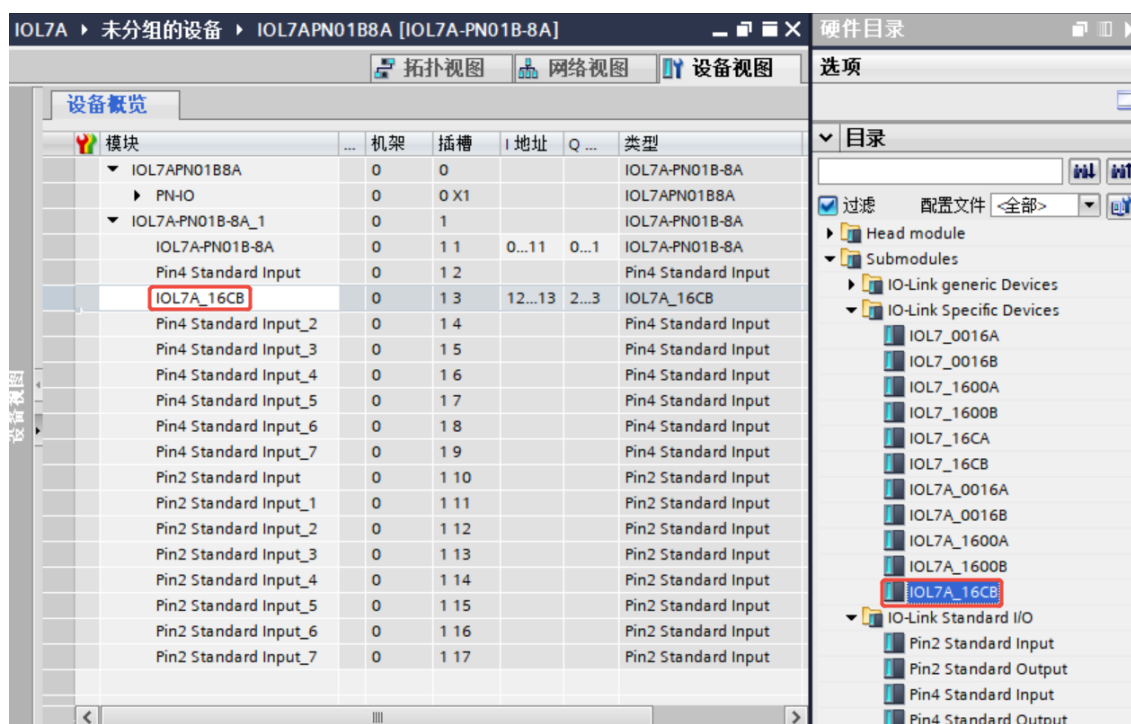 IOL7A ▸ 未分组的设备 ▸ IOL7APN01B8A [IOL7A-PN01B-8A]
拓扑视图 网络视图 设备视图
设备概览
模块 ... 机架 插槽 I 地址 Q ... 类型
IOL7APN01B8A 0 0 IOL7A-PN01B-8A
PN-IO 0 0 X1 IOL7APN01B8A
IOL7A-PN01B-8A_1 0 1 IOL7A-PN01B-8A
IOL7A-PN01B-8A 0 1 1 0...11 0...1 IOL7A-PN01B-8A
Pin4 Standard Input 0 1 2 Pin4 Standard Input
IOL7A_16CB 0 1 3 12...13 2...3 IOL7A_16CB
Pin4 Standard Input_2 0 1 4 Pin4 Standard Input
Pin4 Standard Input_3 0 1 5 Pin4 Standard Input
Pin4 Standard Input_4 0 1 6 Pin4 Standard Input
Pin4 Standard Input_5 0 1 7 Pin4 Standard Input
Pin4 Standard Input_6 0 1 8 Pin4 Standard Input
Pin4 Standard Input_7 0 1 9 Pin4 Standard Input
Pin2 Standard Input 0 1 10 Pin2 Standard Input
Pin2 Standard Input_1 0 1 11 Pin2 Standard Input
Pin2 Standard Input_2 0 1 12 Pin2 Standard Input
Pin2 Standard Input_3 0 1 13 Pin2 Standard Input
Pin2 Standard Input_4 0 1 14 Pin2 Standard Input
Pin2 Standard Input_5 0 1 15 Pin2 Standard Input
Pin2 Standard Input_6 0 1 16 Pin2 Standard Input
Pin2 Standard Input_7 0 1 17 Pin2 Standard Input
设备视图
硬件目录
选项
目录
过滤 配置文件 <全部>
Head module
Submodules
IO-Link generic Devices
IO-Link Specific Devices
IOL7_0016A
IOL7_0016B
IOL7_1600A
IOL7_1600B
IOL7_16CA
IOL7_16CB
IOL7A_0016A
IOL7A_0016B
IOL7A_1600A
IOL7A_1600B
IOL7A_16CB
IO-Link Standard I/O
Pin2 Standard Input
Pin2 Standard Output
Pin4 Standard Input
Pin4 Standard Output